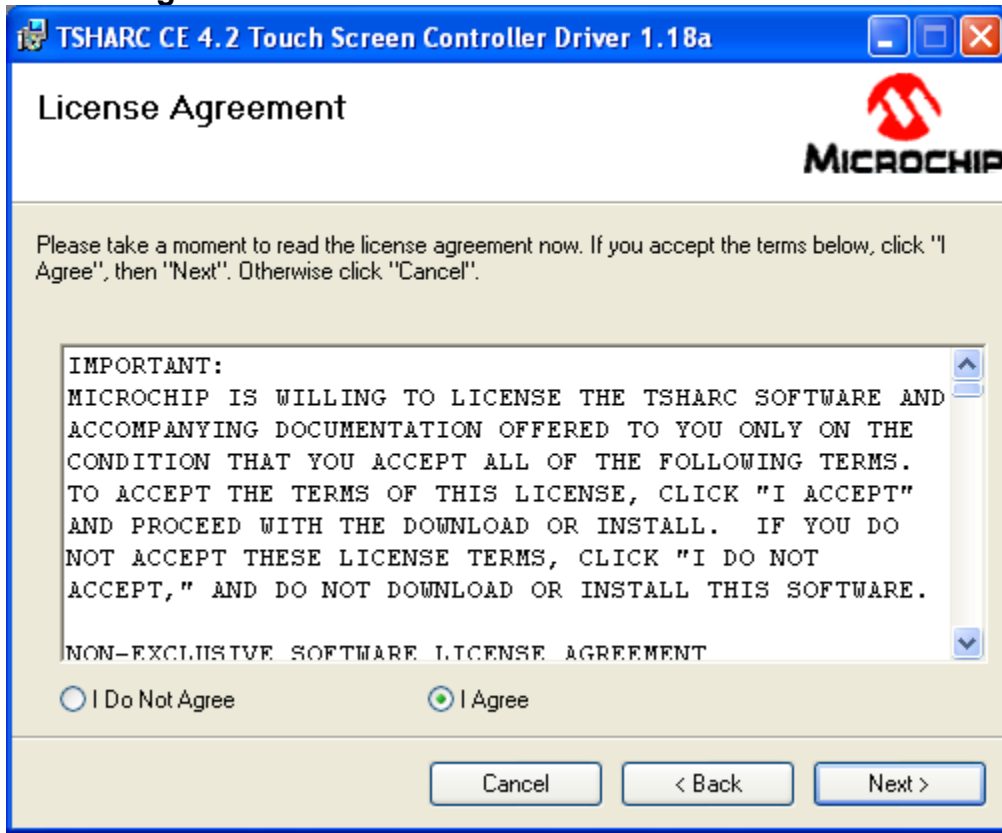 TSHARC CE 4.2 Touch Screen Controller Driver 1.18a
License Agreement
MICROCHIP
Please take a moment to read the license agreement now. If you accept the terms below, click "I
Agree", then "Next". Otherwise click "Cancel".
IMPORTANT:
MICROCHIP IS WILLING TO LICENSE THE TSHARC SOFTWARE AND
ACCOMPANYING DOCUMENTATION OFFERED TO YOU ONLY ON THE
CONDITION THAT YOU ACCEPT ALL OF THE FOLLOWING TERMS.
TO ACCEPT THE TERMS OF THIS LICENSE, CLICK "I ACCEPT"
AND PROCEED WITH THE DOWNLOAD OR INSTALL.  IF YOU DO
NOT ACCEPT THESE LICENSE TERMS, CLICK "I DO NOT
ACCEPT," AND DO NOT DOWNLOAD OR INSTALL THIS SOFTWARE.
NON-EXCLUSIVE SOFTWARE LICENSE AGREEMENT
I Do Not Agree
I Agree
Cancel
< Back
Next >